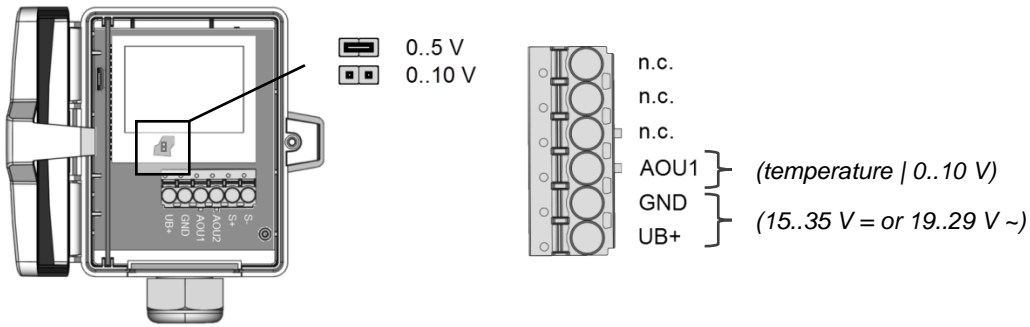 0..5 V
0..10 V
UB+
GND
AOU1
AOU2
S+
S-
n.c.
n.c.
n.c.
AOU1
(temperature | 0..10 V)
GND
UB+
(15..35 V = or 19..29 V ~)